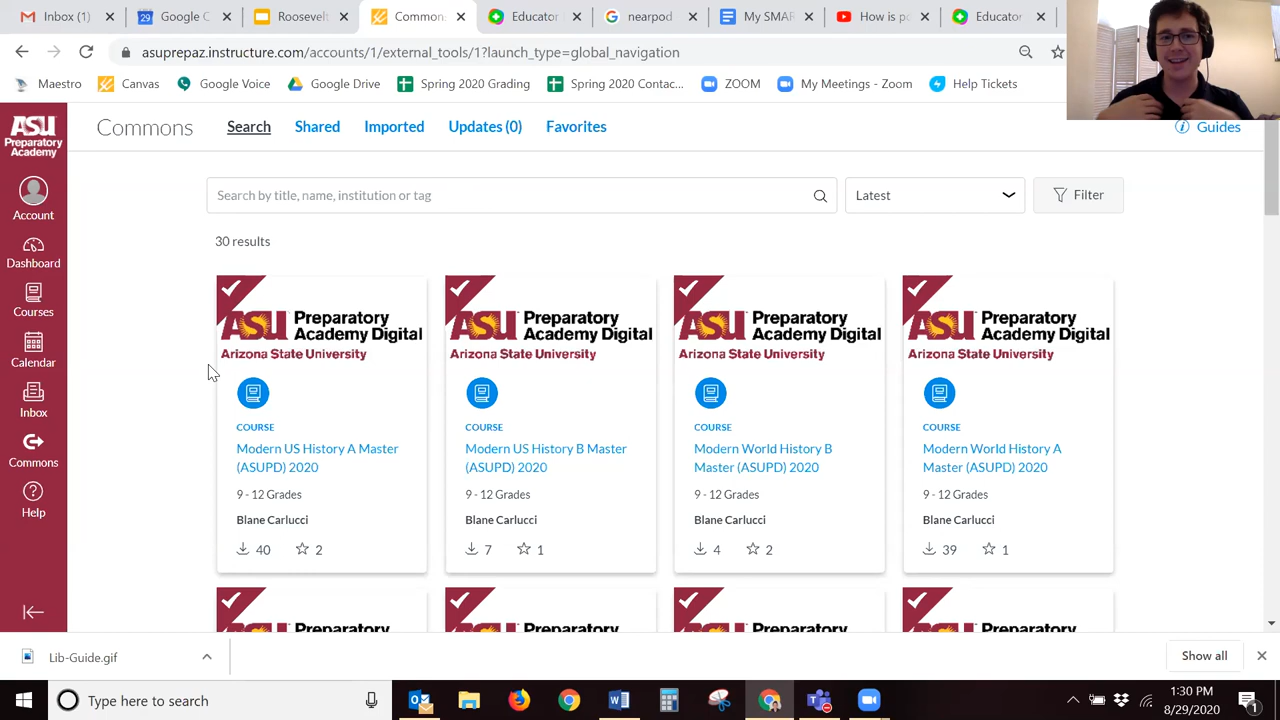 Inbox (14
Google C
Roosevelt
Common
Educator
nearpod
My SMAR
How is p
Educator
asuprepaz.instructure.com/accounts/1/external_tools/1?launch_type=global_navigation
Maestro
Canvas
Google Voice
Google Drive
Spring 2020 Grading
Spring 2020 Contac...
ZOOM
My Meetings - Zoom
Help Tickets
ASU
Preparatory
Academy
Account
Dashboard
Courses
Calendar
Inbox
Commons
Help
Commons
Search
Shared
Imported
Updates (0)
Favorites
Guides
Search by title, name, institution or tag
Latest
Filter
30 results
ASU Preparatory
Academy Digital
Arizona State University
COURSE
Modern US History A Master
(ASUPD) 2020
9 - 12 Grades
Blane Carlucci
40 2
ASU Preparatory
Academy Digital
Arizona State University
COURSE
Modern US History B Master
(ASUPD) 2020
9 - 12 Grades
Blane Carlucci
7 1
ASU Preparatory
Academy Digital
Arizona State University
COURSE
Modern World History B
Master (ASUPD) 2020
9 - 12 Grades
Blane Carlucci
4 2
ASU Preparatory
Academy Digital
Arizona State University
COURSE
Modern World History A
Master (ASUPD) 2020
9 - 12 Grades
Blane Carlucci
39 1
Preparatory
Preparatory
Preparatory
Preparatory
Lib-Guide.gif
Show all
Type here to search
1:30 PM
8/29/2020
1